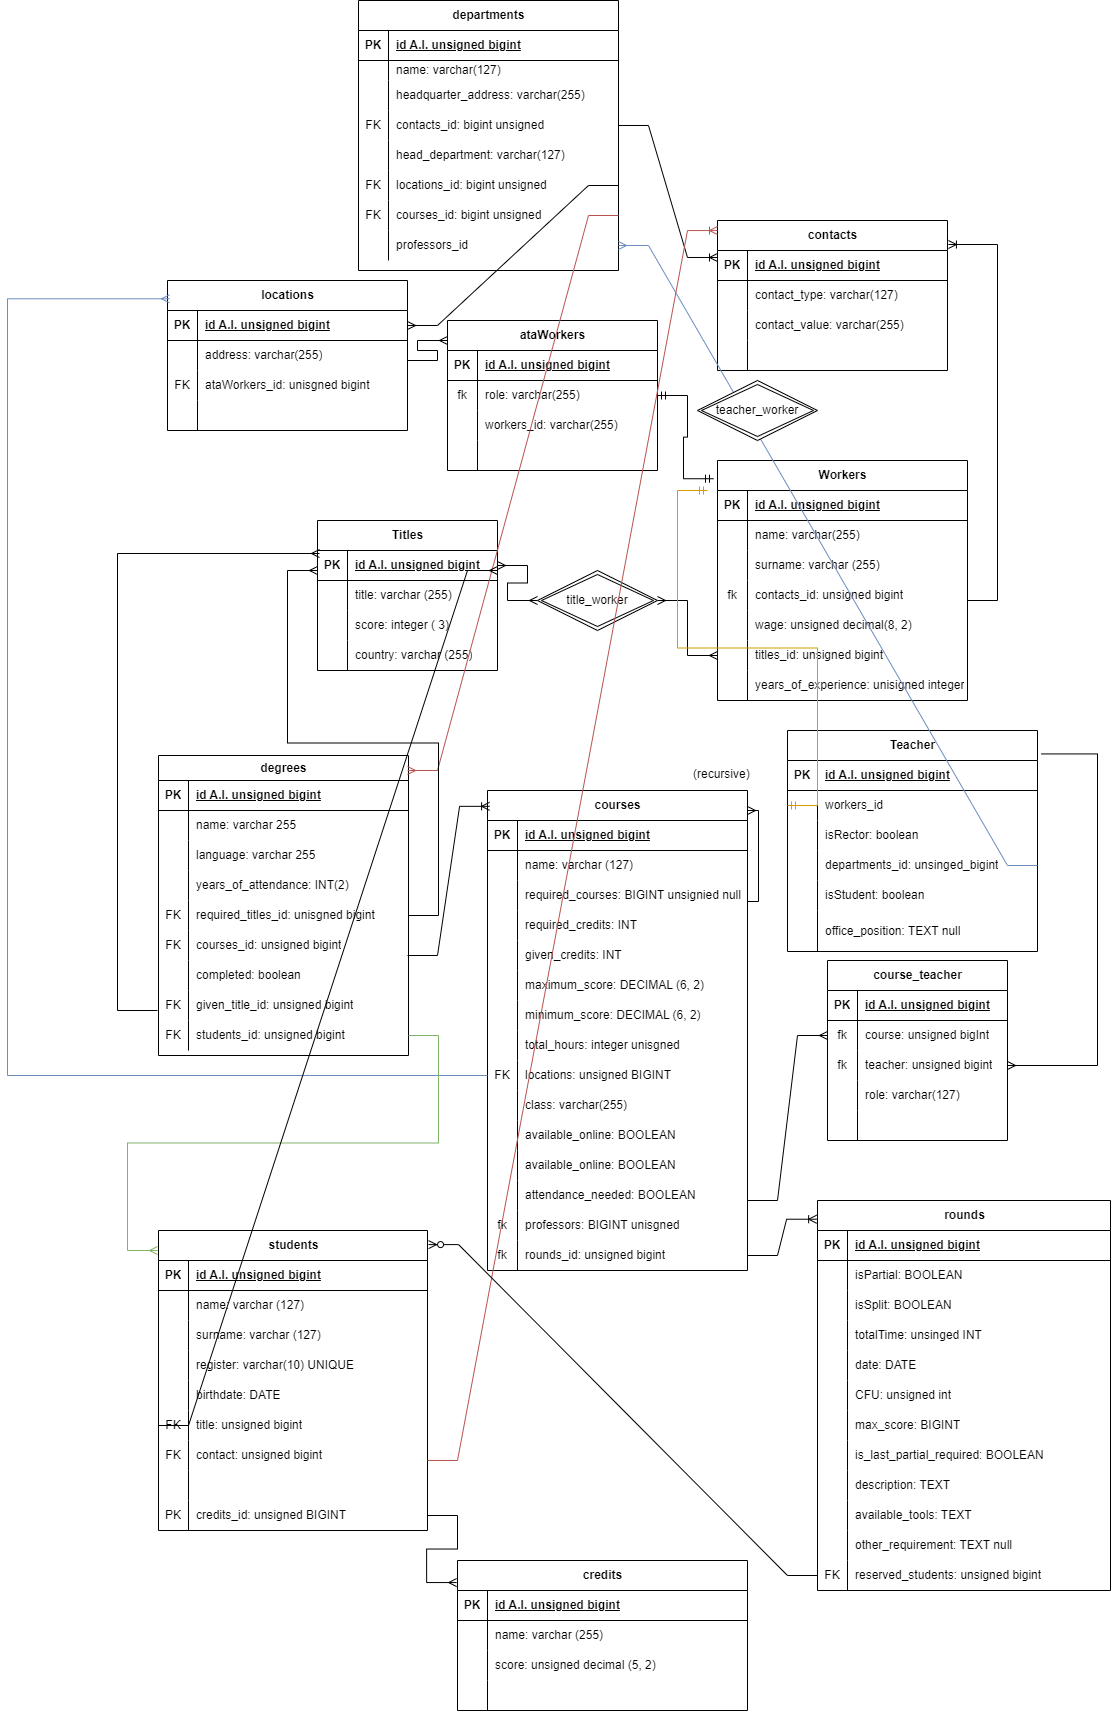 departments
PK id A.I. unsigned bigint
name: varchar(127)
headquarter_address: varchar(255)
FK contacts_id: bigint unsigned
head_department: varchar(127)
FK locations_id: bigint unsigned
FK courses_id: bigint unsigned
professors_id
contacts
PK id A.I. unsigned bigint
contact_type: varchar(127)
contact_value: varchar(255)
locations
PK id A.I. unsigned bigint
address: varchar(255)
FK ataWorkers_id: unisgned bigint
ataWorkers
PK id A.I. unsigned bigint
fk role: varchar(255)
workers_id: varchar(255)
teacher_worker
Workers
PK id A.I. unsigned bigint
name: varchar(255)
surname: varchar (255)
fk contacts_id: unsigned bigint
wage: unsigned decimal(8, 2)
titles_id: unsigned bigint
years_of_experience: unisigned integer
Titles
PK id A.I. unsigned bigint
title: varchar (255)
score: integer ( 3)
country: varchar (255)
title_worker
Teacher
PK id A.I. unsigned bigint
workers_id
isRector: boolean
departments_id: unsinged_bigint
isStudent: boolean
office_position: TEXT null
degrees
PK id A.I. unsigned bigint
name: varchar 255
language: varchar 255
years_of_attendance: INT(2)
FK required_titles_id: unisgned bigint
FK courses_id: unsigned bigint
completed: boolean
FK given_title_id: unsigned bigint
FK students_id: unsigned bigint
(recursive)
courses
PK id A.I. unsigned bigint
name: varchar (127)
required_courses: BIGINT unsignied null
required_credits: INT
given_credits: INT
maximum_score: DECIMAL (6, 2)
minimum_score: DECIMAL (6, 2)
total_hours: integer unisgned
FK locations: unsigned BIGINT
class: varchar(255)
available_online: BOOLEAN
available_online: BOOLEAN
attendance_needed: BOOLEAN
fk professors: BIGINT unisgned
fk rounds_id: unsigned bigint
course_teacher
PK id A.I. unsigned bigint
fk course: unsigned bigInt
fk teacher: unsigned bigint
role: varchar(127)
students
PK id A.I. unsigned bigint
name: varchar (127)
surname: varchar (127)
register: varchar(10) UNIQUE
birthdate: DATE
FK title: unsigned bigint
FK contact: unsigned bigint
PK credits_id: unsigned BIGINT
rounds
PK id A.I. unsigned bigint
isPartial: BOOLEAN
isSplit: BOOLEAN
totalTime: unsinged INT
date: DATE
CFU: unsigned int
max_score: BIGINT
is_last_partial_required: BOOLEAN
description: TEXT
available_tools: TEXT
other_requirement: TEXT null
FK reserved_students: unsigned bigint
credits
PK id A.I. unsigned bigint
name: varchar (255)
score: unsigned decimal (5, 2)